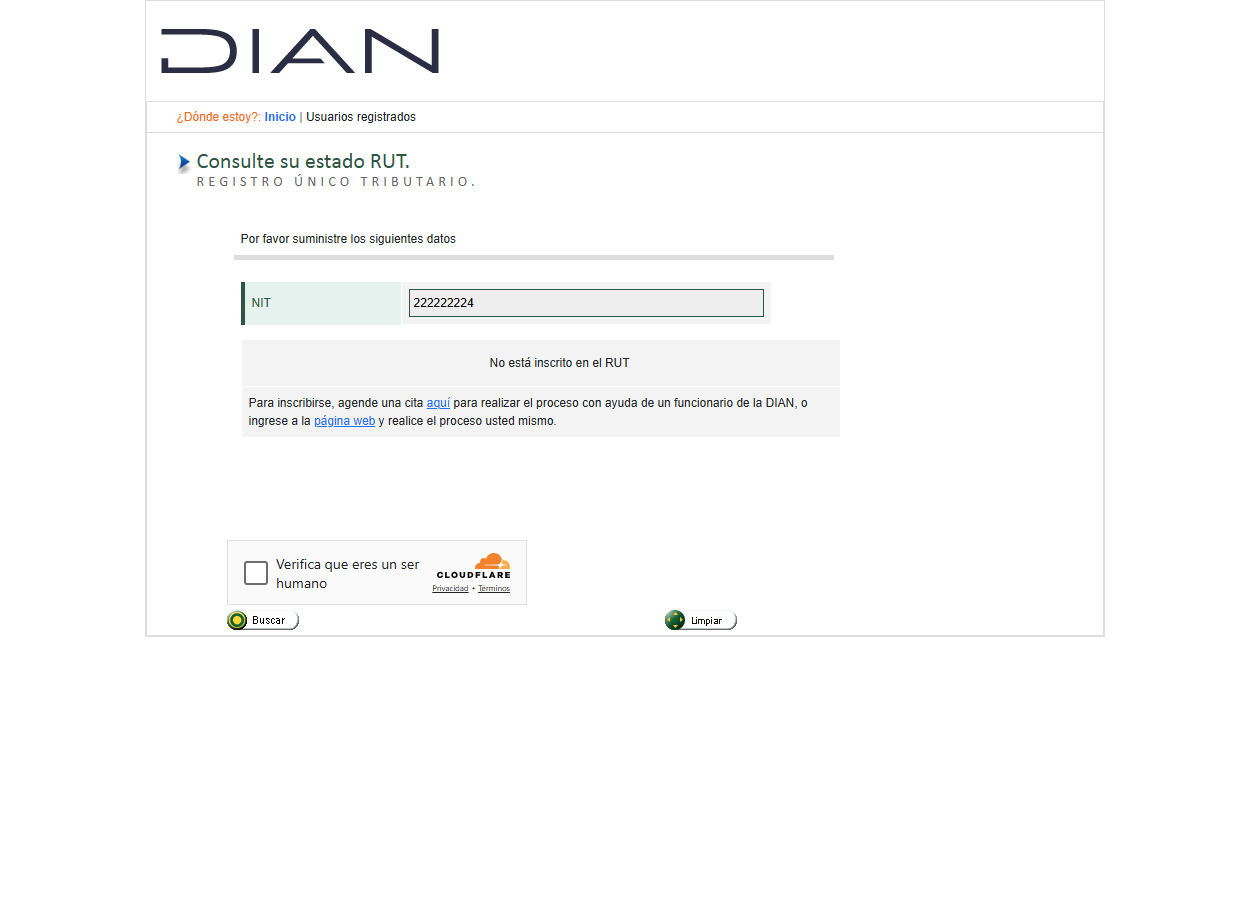 DIAN
¿Dónde estoy?: Inicio | Usuarios registrados
Consulte su estado RUT.
REGISTRO ÚNICO TRIBUTARIO.
Por favor suministre los siguientes datos
NIT 222222224
No está inscrito en el RUT
Para inscribirse, agende una cita aquí para realizar el proceso con ayuda de un funcionario de la DIAN, o
ingrese a la página web y realice el proceso usted mismo.
Verifica que eres un ser
humano
CLOUDFLARE
Privacidad • Términos
Buscar
Limpiar